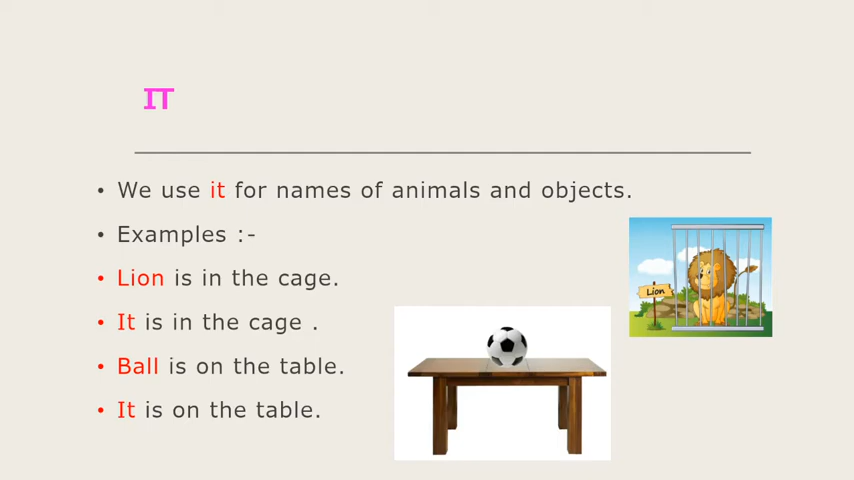 IT
• We use it for names of animals and objects.
• Examples :-
• Lion is in the cage.
• It is in the cage .
• Ball is on the table.
• It is on the table.
Lion